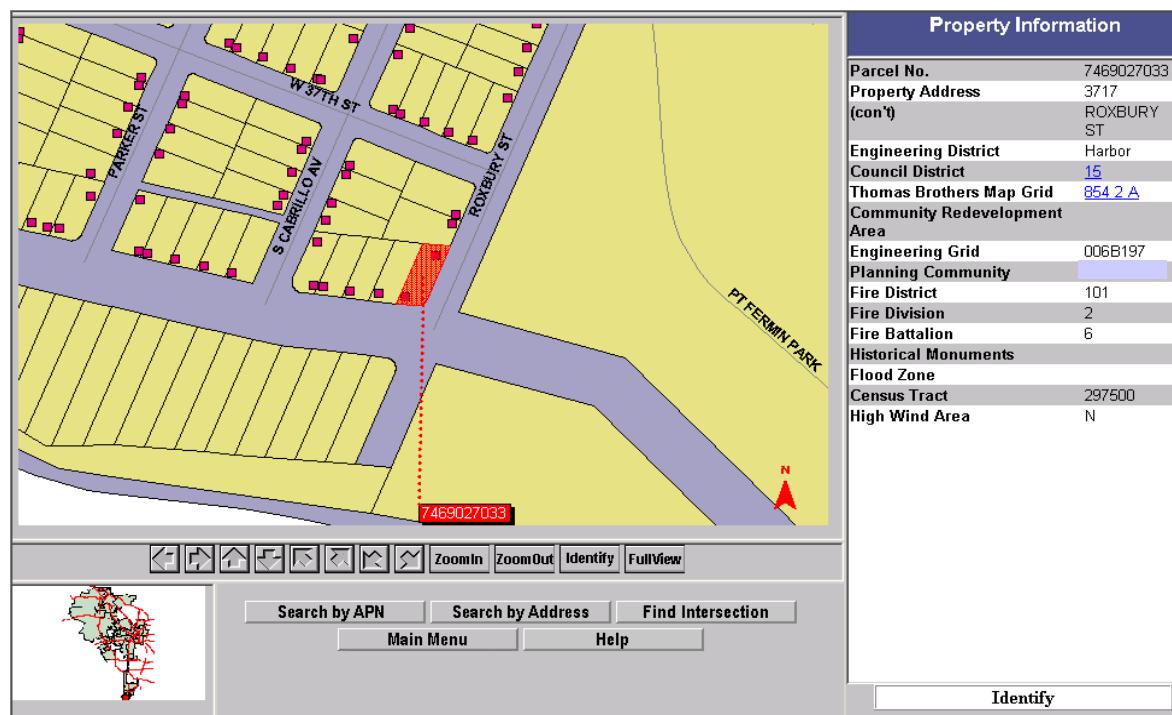 W 37TH ST
PARKER ST
S CABRILLO AV
ROXBURY ST
PT FERMIN PARK
N
7469027033
ZoomIn ZoomOut Identify FullView
Search by APN Search by Address Find Intersection
Main Menu Help
Property Information
Parcel No. 7469027033
Property Address 3717
(con't) ROXBURY
ST
Engineering District Harbor
Council District 15
Thomas Brothers Map Grid 854 2 A
Community Redevelopment
Area
Engineering Grid 006B197
Planning Community
Fire District 101
Fire Division 2
Fire Battalion 6
Historical Monuments
Flood Zone
Census Tract 297500
High Wind Area N
Identify